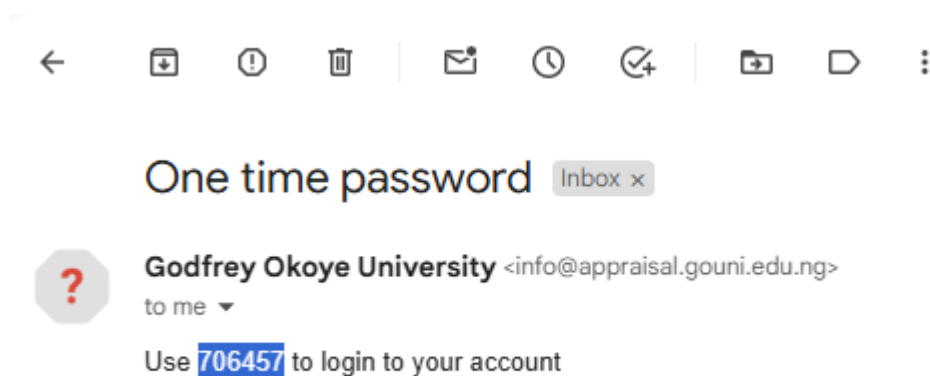 One time password Inbox ×
Godfrey Okoye University <info@appraisal.gouni.edu.ng>
to me
Use 706457 to login to your account